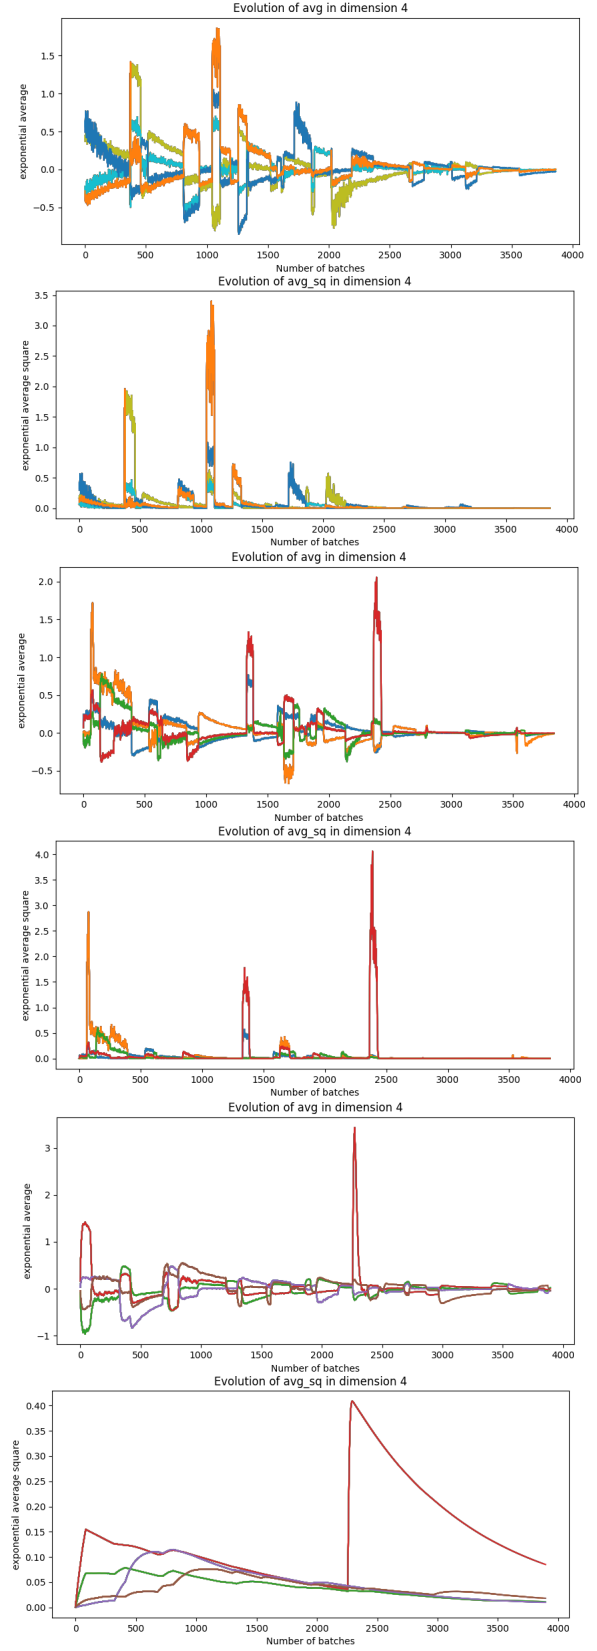 Evolution of avg in dimension 4
exponential average
1.5
1.0
0.5
0.0
−0.5
0 500 1000 1500 2000 2500 3000 3500 4000
Number of batches
Evolution of avg_sq in dimension 4
exponential average square
3.5
3.0
2.5
2.0
1.5
1.0
0.5
0.0
0 500 1000 1500 2000 2500 3000 3500 4000
Number of batches
Evolution of avg in dimension 4
exponential average
2.0
1.5
1.0
0.5
0.0
−0.5
0 500 1000 1500 2000 2500 3000 3500 4000
Number of batches
Evolution of avg_sq in dimension 4
exponential average square
4.0
3.5
3.0
2.5
2.0
1.5
1.0
0.5
0.0
0 500 1000 1500 2000 2500 3000 3500 4000
Number of batches
Evolution of avg in dimension 4
exponential average
3
2
1
0
−1
0 500 1000 1500 2000 2500 3000 3500 4000
Number of batches
Evolution of avg_sq in dimension 4
exponential average square
0.40
0.35
0.30
0.25
0.20
0.15
0.10
0.05
0.00
0 500 1000 1500 2000 2500 3000 3500 4000
Number of batches